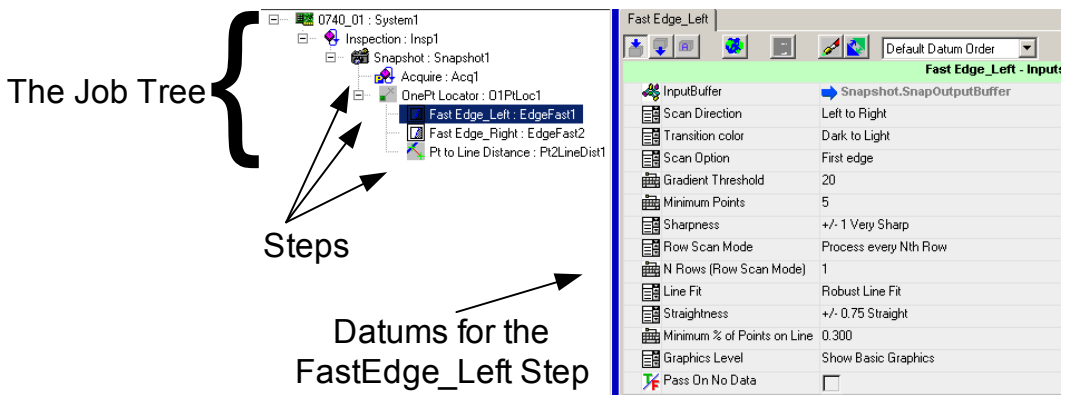 The Job Tree
0740_01 : System1
Inspection : Insp1
Snapshot : Snapshot1
Acquire : Acq1
OnePt Locator : O1PtLoc1
Fast Edge_Left : EdgeFast1
Fast Edge_Right : EdgeFast2
Pt to Line Distance : Pt2LineDist1
Steps
Datums for the
FastEdge_Left Step
Fast Edge_Left
Default Datum Order
Fast Edge_Left - Inputs
InputBuffer Snapshot.SnapOutputBuffer
Scan Direction Left to Right
Transition color Dark to Light
Scan Option First edge
Gradient Threshold 20
Minimum Points 5
Sharpness +/- 1 Very Sharp
Row Scan Mode Process every Nth Row
N Rows (Row Scan Mode) 1
Line Fit Robust Line Fit
Straightness +/- 0.75 Straight
Minimum % of Points on Line 0.300
Graphics Level Show Basic Graphics
Pass On No Data